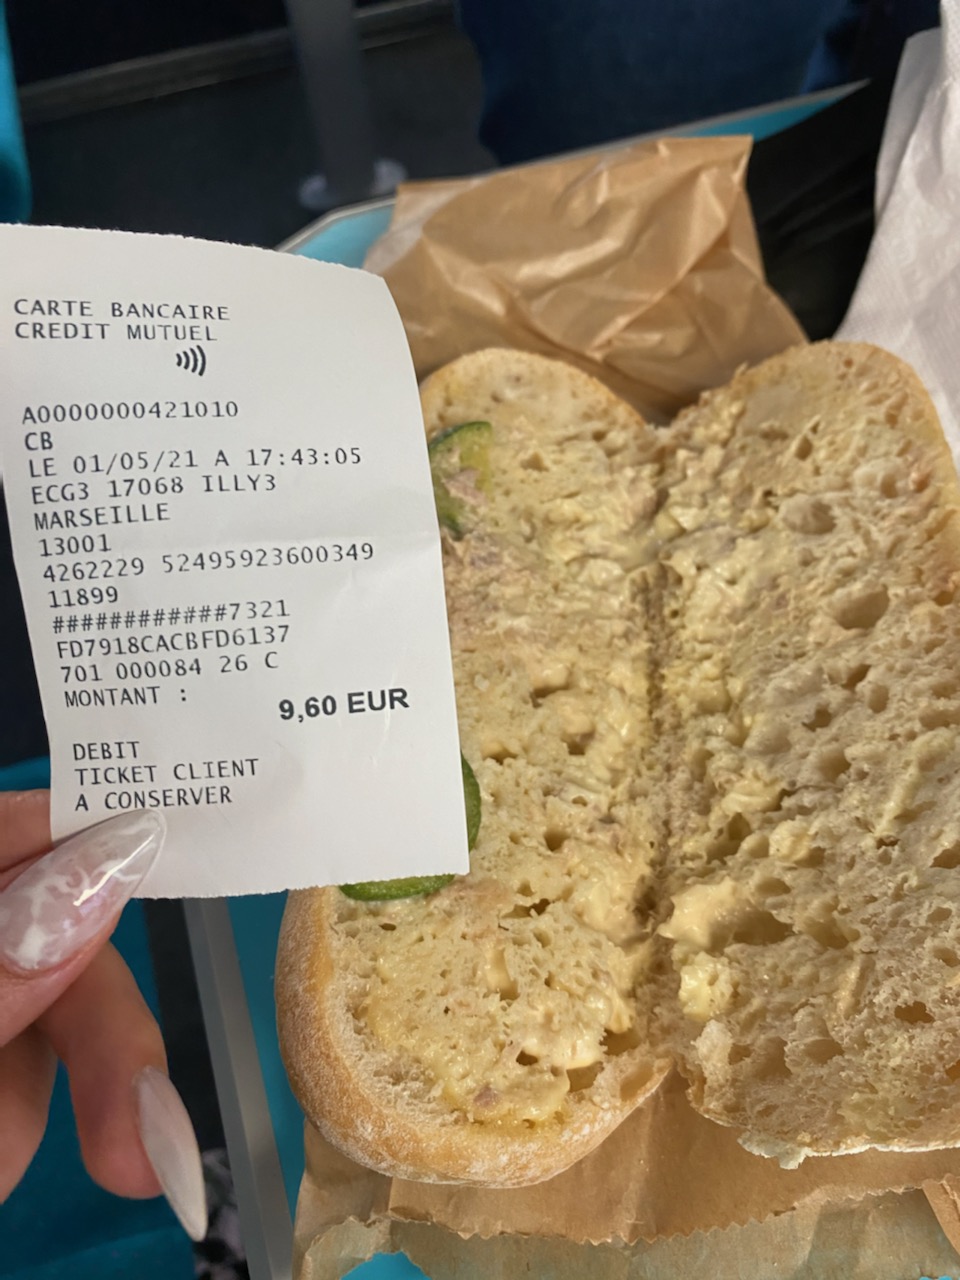 CARTE BANCAIRE
CREDIT MUTUEL
A0000000421010
CB
LE 01/05/21 A 17:43:05
ECG3 17068 ILLY3
MARSEILLE
13001
4262229 52495923600349
11899
############7321
FD7918CACBFD6137
701 000084 26 C
MONTANT :
9,60 EUR
DEBIT
TICKET CLIENT
A CONSERVER